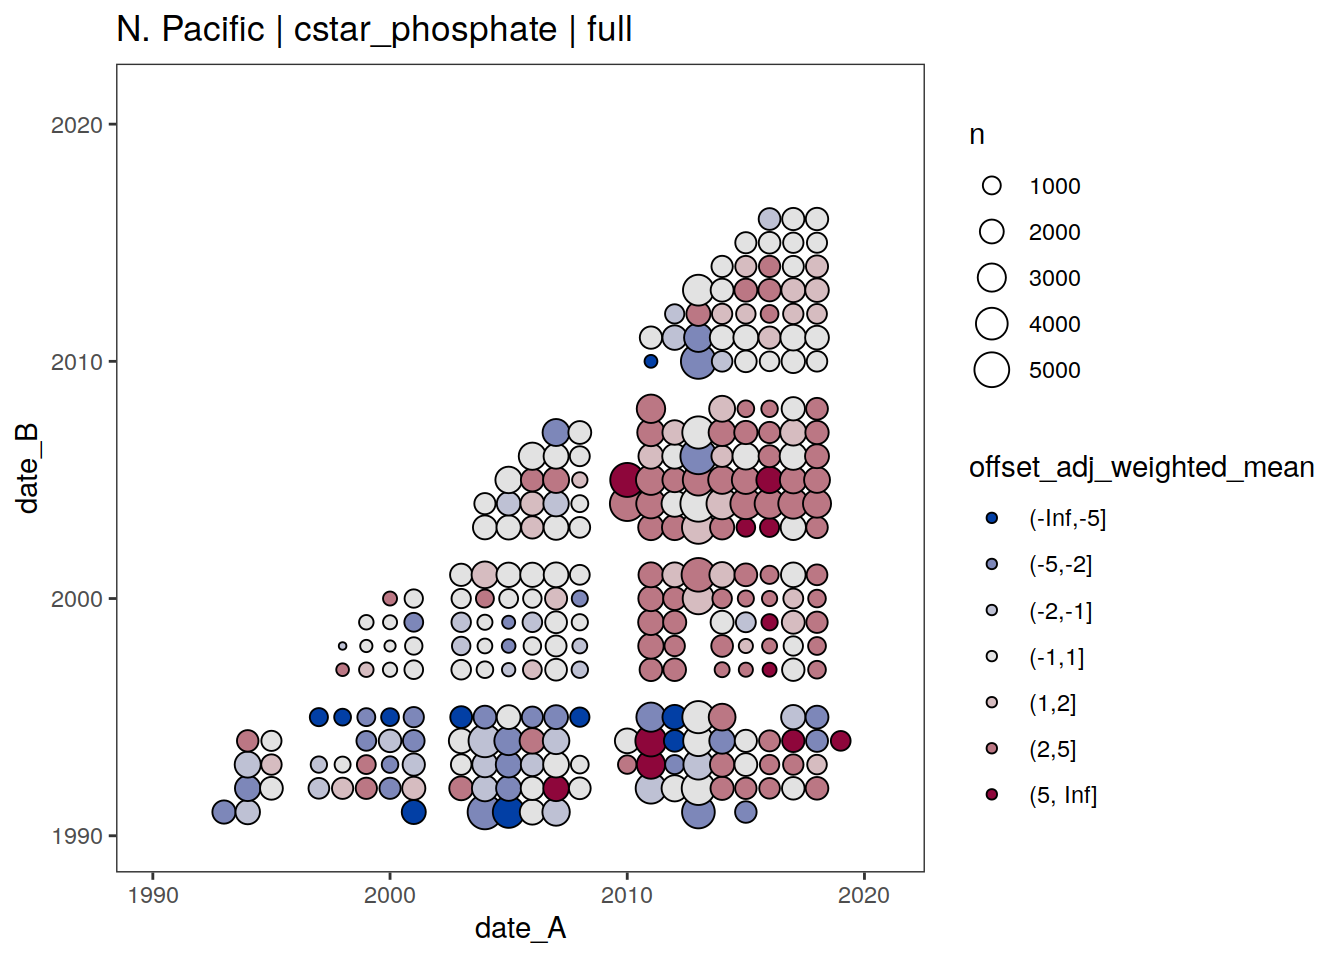 N. Pacific | cstar_phosphate | full
2020
2010
2000
1990
date_B
1990 2000 2010 2020
date_A
n
1000
2000
3000
4000
5000
offset_adj_weighted_mean
(-Inf,-5]
(-5,-2]
(-2,-1]
(-1,1]
(1,2]
(2,5]
(5, Inf]